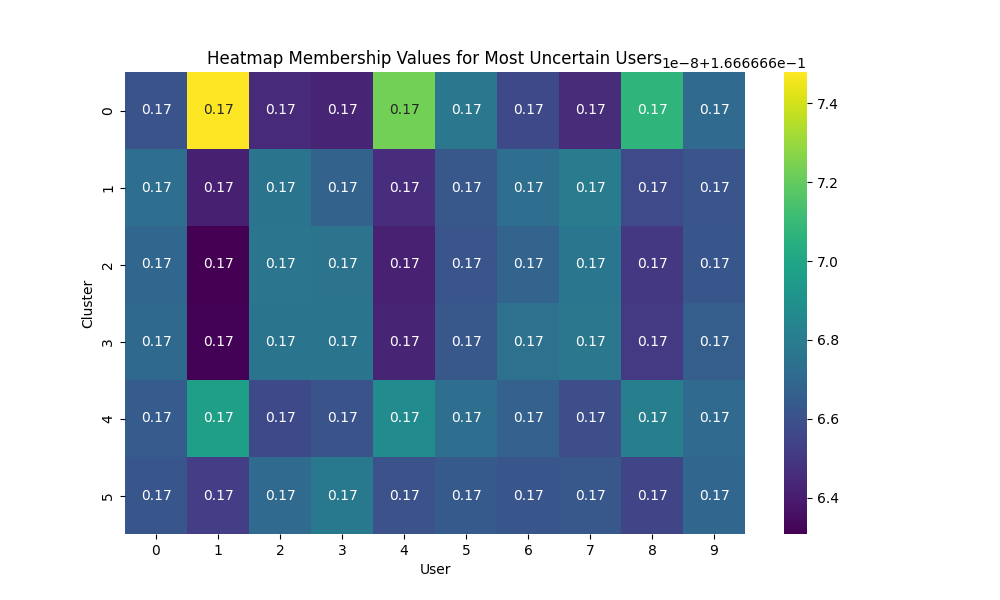 Heatmap Membership Values for Most Uncertain Users
1e−8+1.666666e−1
0 0.17 0.17 0.17 0.17 0.17 0.17 0.17 0.17 0.17 0.17 7.4
1 0.17 0.17 0.17 0.17 0.17 0.17 0.17 0.17 0.17 0.17 7.2
2 0.17 0.17 0.17 0.17 0.17 0.17 0.17 0.17 0.17 0.17 7.0
Cluster
3 0.17 0.17 0.17 0.17 0.17 0.17 0.17 0.17 0.17 0.17 6.8
4 0.17 0.17 0.17 0.17 0.17 0.17 0.17 0.17 0.17 0.17 6.6
5 0.17 0.17 0.17 0.17 0.17 0.17 0.17 0.17 0.17 0.17 6.4
0 1 2 3 4 5 6 7 8 9
User